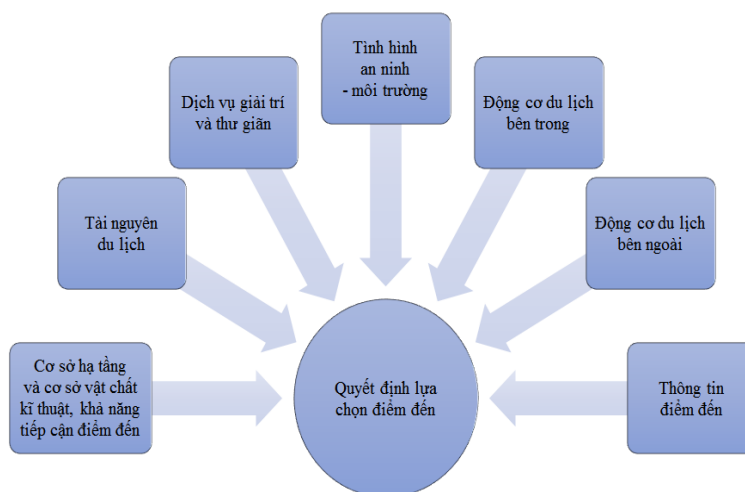 Tình hình
an ninh
- môi trường
Dịch vụ giải trí
và thư giãn
Động cơ du lịch
bên trong
Tài nguyên
du lịch
Động cơ du lịch
bên ngoài
Cơ sở hạ tầng
và cơ sở vật chất
kĩ thuật, khả năng
tiếp cận điểm đến
Quyết định lựa
chọn điểm đến
Thông tin
điểm đến